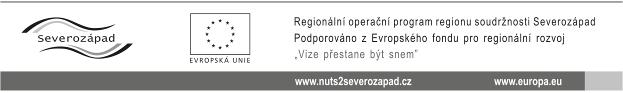 Severozápad
EVROPSKÁ UNIE
Regionální operační program regionu soudržnosti Severozápad
Podporováno z Evropského fondu pro regionální rozvoj
„Vize přestane být snem"
www.nuts2severozapad.cz www.europa.eu